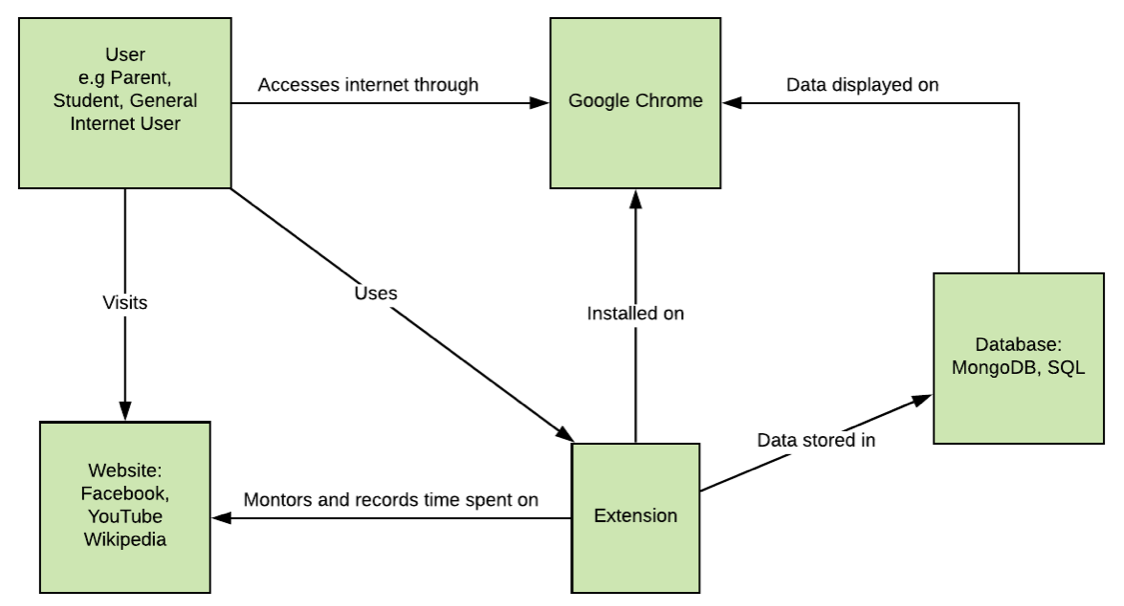 User
e.g Parent,
Student, General
Internet User
Accesses internet through
Google Chrome
Data displayed on
Visits
Uses
Installed on
Database:
MongoDB, SQL
Data stored in
Website:
Facebook,
YouTube
Wikipedia
Montors and records time spent on
Extension